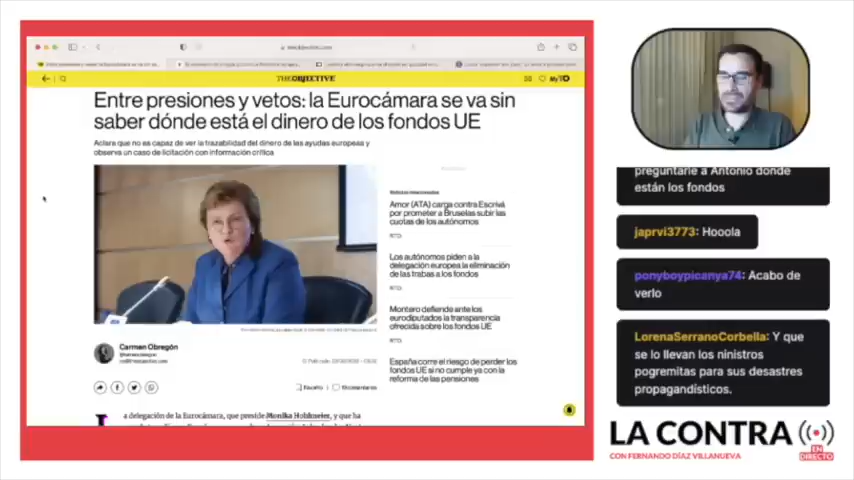 THEOBJECTIVE
Entre presiones y vetos: la Eurocámara se va sin
saber dónde está el dinero de los fondos UE
Aclara que no es capaz de ver la trazabilidad del dinero de las ayudas europeas y
observa un caso de licitación con información crítica
Noticias relacionadas
Amor (ATA) carga contra Escrivá
por prometer a Bruselas subir las
cuotas de los autónomos
Los autónomos piden a la
delegación europea la eliminación
de las trabas a los fondos
Montero defiende ante los
eurodiputados la transparencia
ofrecida sobre los fondos UE
España corre el riesgo de perder los
fondos UE si no cumple ya con la
reforma de las pensiones
Carmen Obregón
a delegación de la Eurocámara, que preside Monika Hohlmeier, y que ha
preguntarle a Antonio donde
están los fondos
japrvi3773: Hooola
ponyboypicanya74: Acabo de
verlo
LorenaSerranoCorbella: Y que
se lo llevan los ninistros
pogremitas para sus desastres
propagandísticos.
LA CONTRA
EN
DIRECTO
CON FERNANDO DÍAZ VILLANUEVA